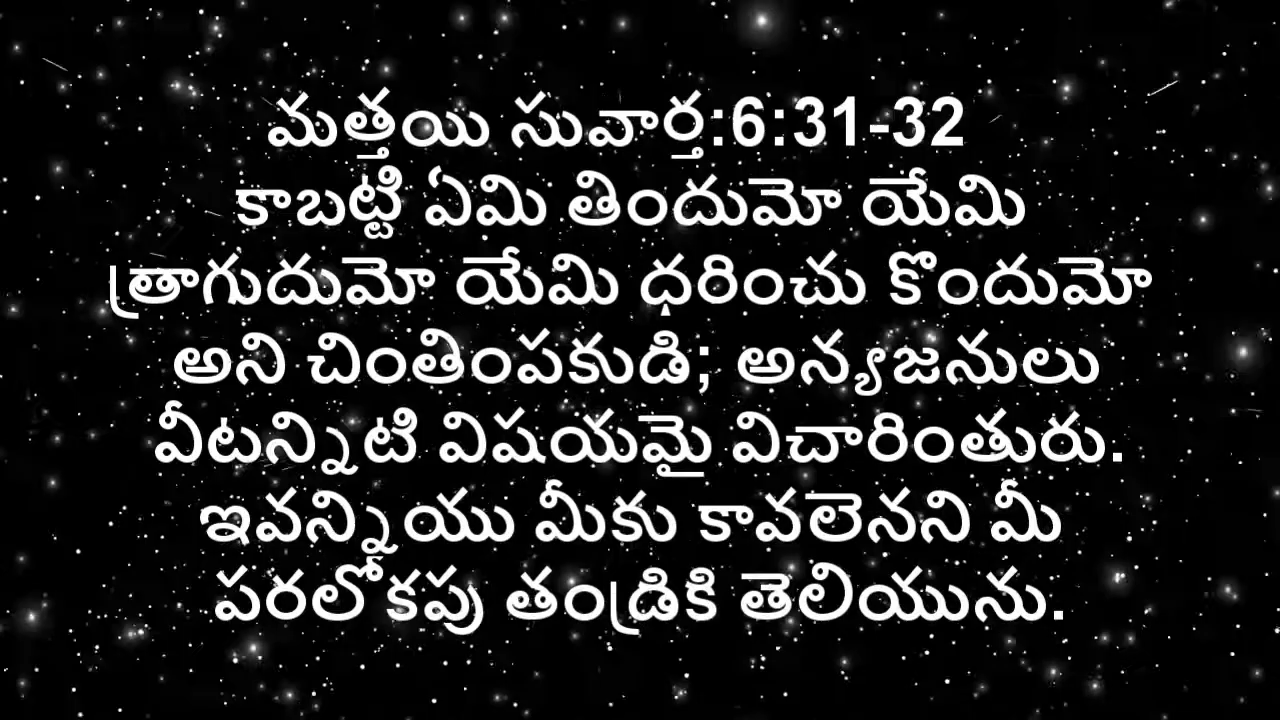 మత్తయి సువార్త:6:31-32
కాబట్టి ఏమి తిందుమో యేమి
త్రాగుదుమో యేమి ధరించు కొందుమో
అని చింతింపకుడి; అన్యజనులు
వీటన్నిటి విషయమై విచారింతురు.
ఇవన్నియు మీకు కావలెనని మీ
పరలోకపు తండ్రికి తెలియును.